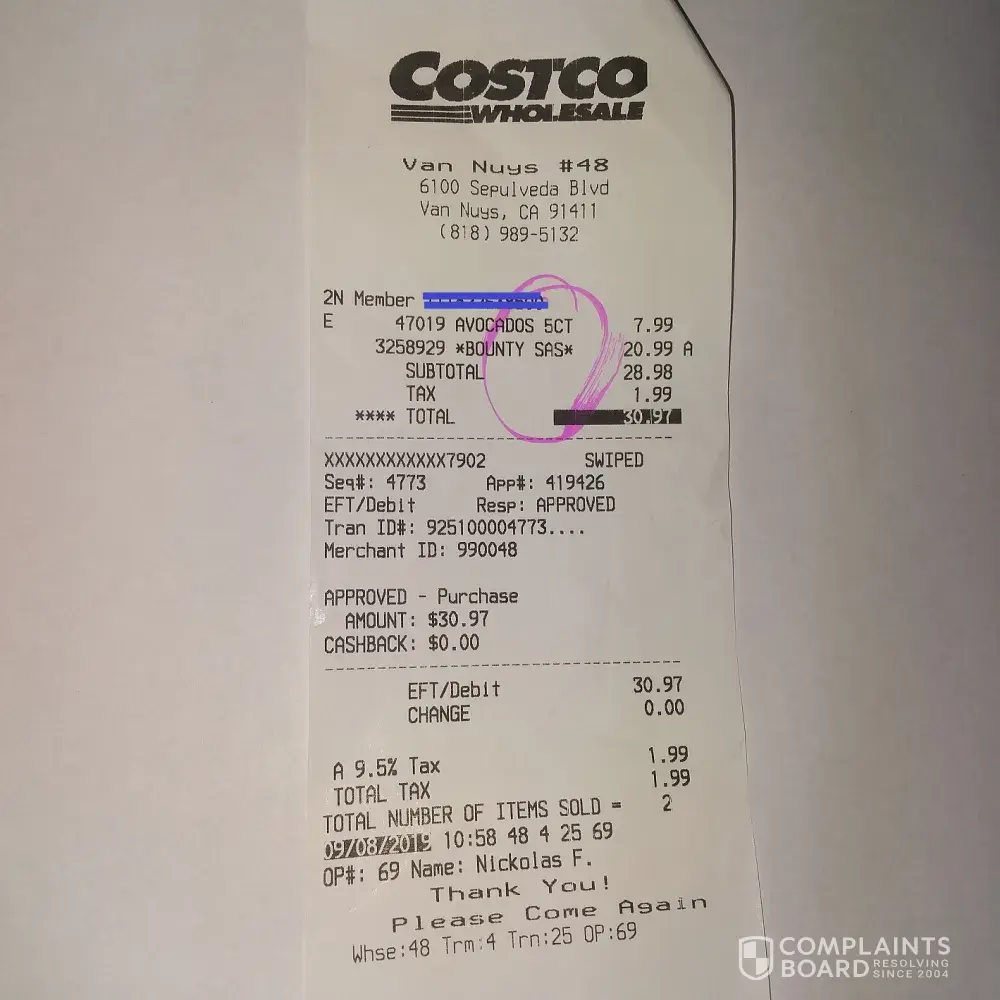 COSTCO
WHOLESALE
Van Nuys #48
6100 Sepulveda Blvd
Van Nuys, CA 91411
(818) 989-5132
2N Member
E 47019 AVOCADOS 5CT 7.99
3258929 *BOUNTY SAS* 20.99 A
SUBTOTAL 28.98
TAX 1.99
**** TOTAL 30.97
XXXXXXXXXXXX7902 SWIPED
Seq#: 4773 App#: 419426
EFT/Debit Resp: APPROVED
Tran ID#: 925100004773....
Merchant ID: 990048
APPROVED - Purchase
AMOUNT: $30.97
CASHBACK: $0.00
EFT/Debit 30.97
CHANGE 0.00
A 9.5% Tax 1.99
TOTAL TAX 1.99
TOTAL NUMBER OF ITEMS SOLD = 2
09/08/2019 10:58 48 4 25 69
OP#: 69 Name: Nickolas F.
Thank You!
Please Come Again
Whse:48 Trm:4 Trn:25 OP:69
COMPLAINTS
BOARD RESOLVING
SINCE 2004